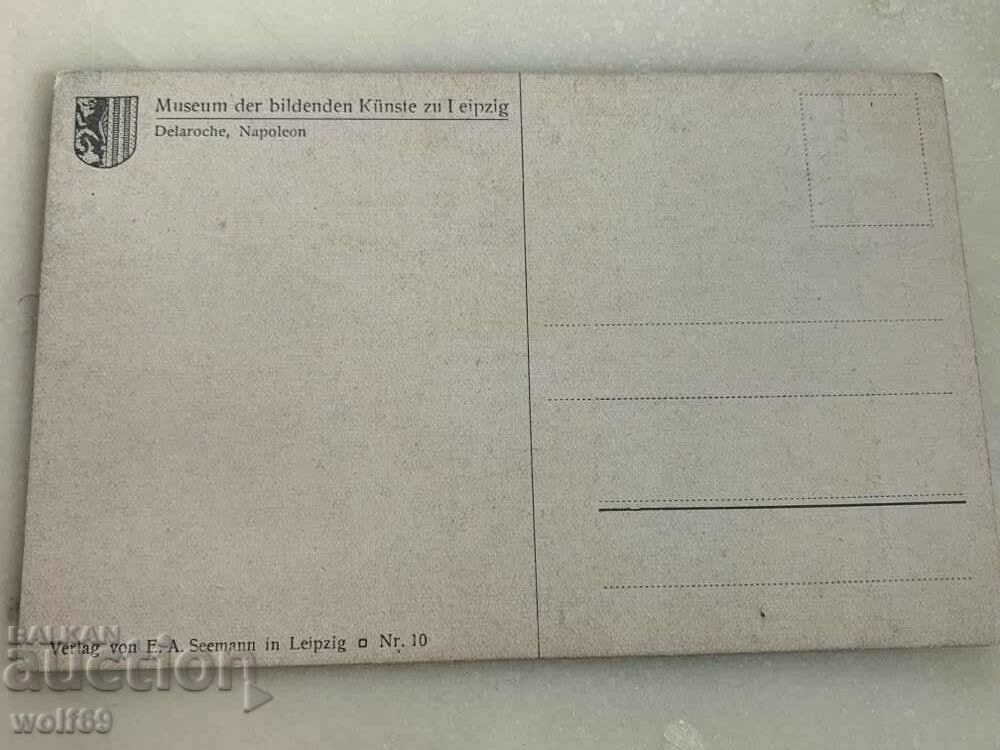 Museum der bildenden Künste zu Leipzig
Delaroche, Napoleon
Verlag von E. A. Seemann in Leipzig □ Nr. 10
BALKAN
auction
wolf69